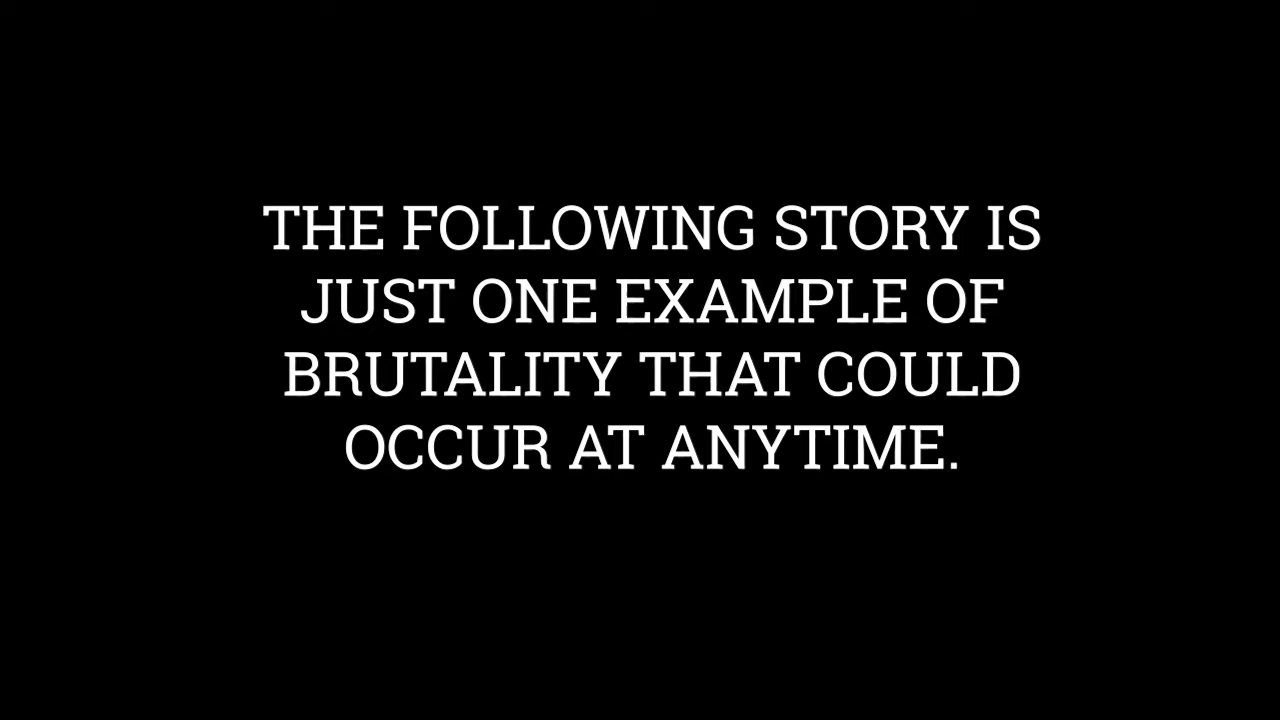 THE FOLLOWING STORY IS
JUST ONE EXAMPLE OF
BRUTALITY THAT COULD
OCCUR AT ANYTIME.